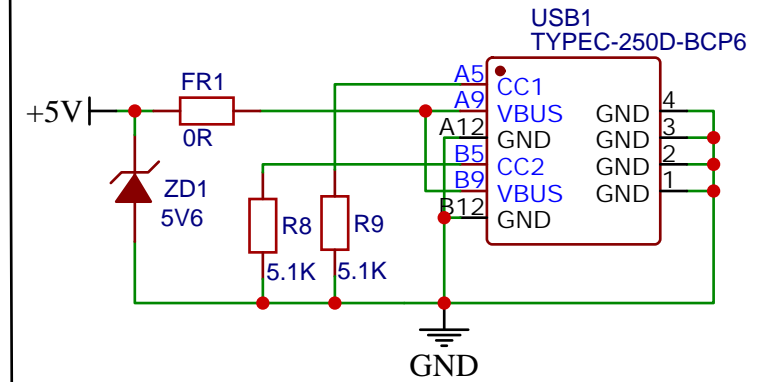 USB1
TYPEC-250D-BCP6
+5V
FR1
0R
ZD1
5V6
R8
5.1K
R9
5.1K
A5 CC1
A9 VBUS GND 4
A12 GND GND 3
B5 CC2 GND 2
B9 VBUS GND 1
B12 GND
GND